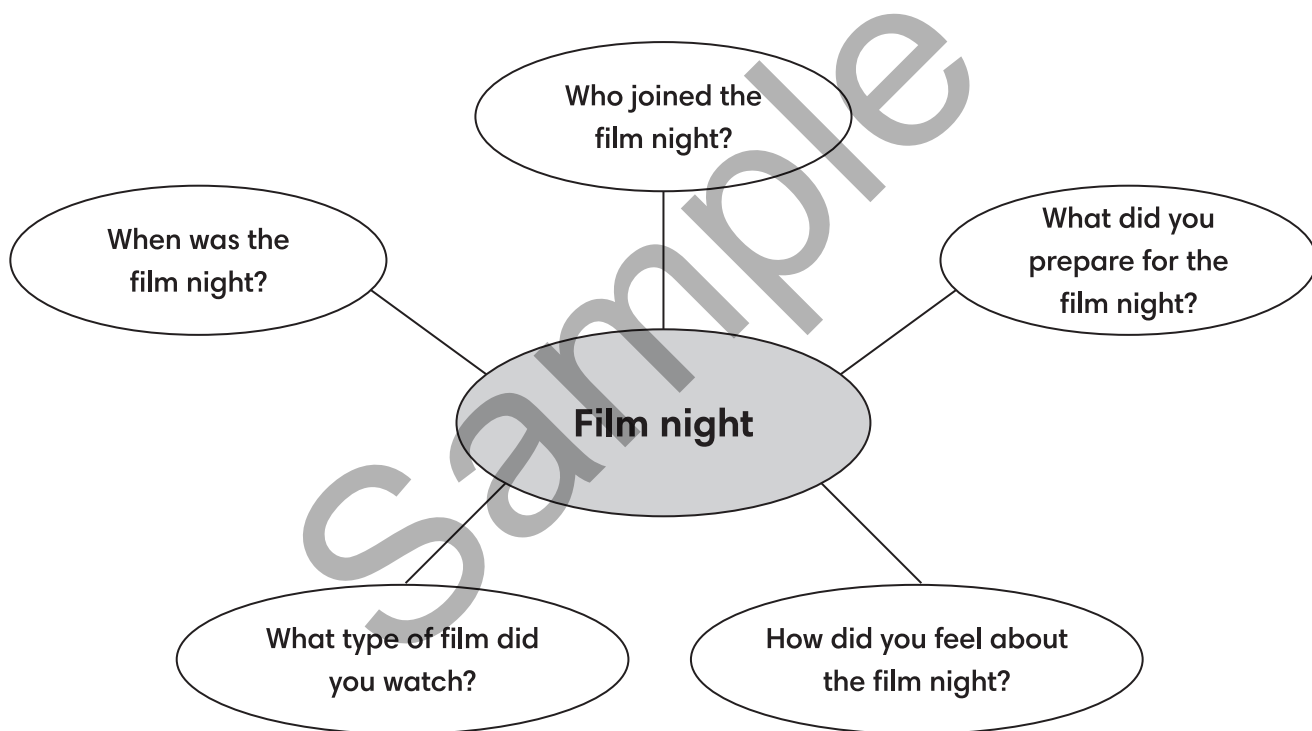 Who joined the
film night?
When was the
film night?
What did you
prepare for the
film night?
Film night
What type of film did
you watch?
How did you feel about
the film night?
Sample